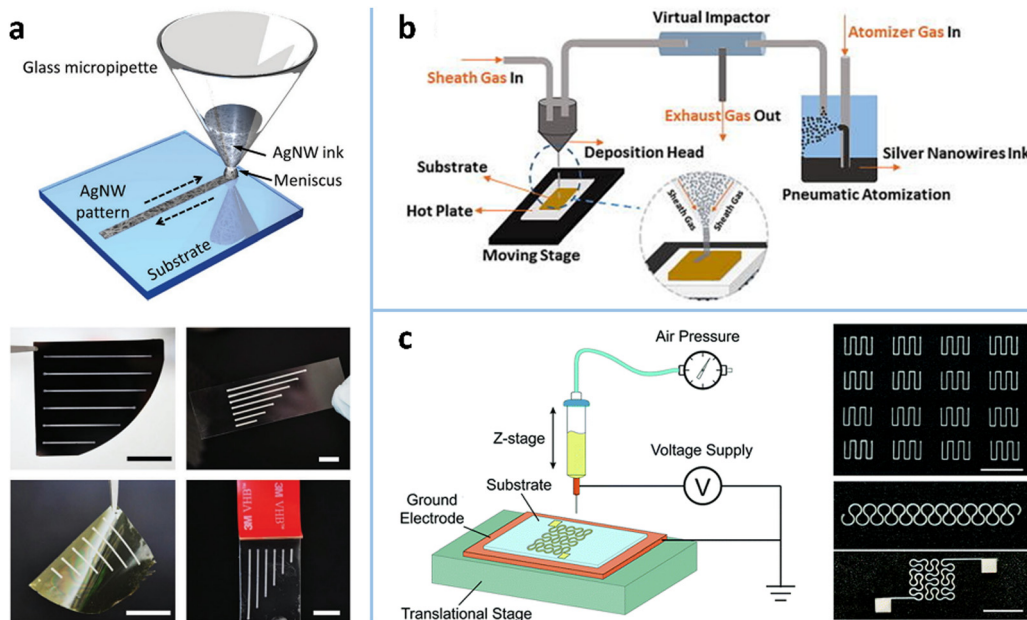 a
Glass micropipette
AgNW ink
Meniscus
AgNW
pattern
Substrate
3M VHB™
3M
b
Virtual Impactor
Atomizer Gas In
Sheath Gas In
Exhaust Gas Out
Deposition Head
Substrate
Silver Nanowires Ink
Hot Plate
Pneumatic Atomization
Sheath Gas
Sheath Gas
Moving Stage
c
Air Pressure
Z-stage
Voltage Supply
V
Substrate
Ground
Electrode
Translational Stage